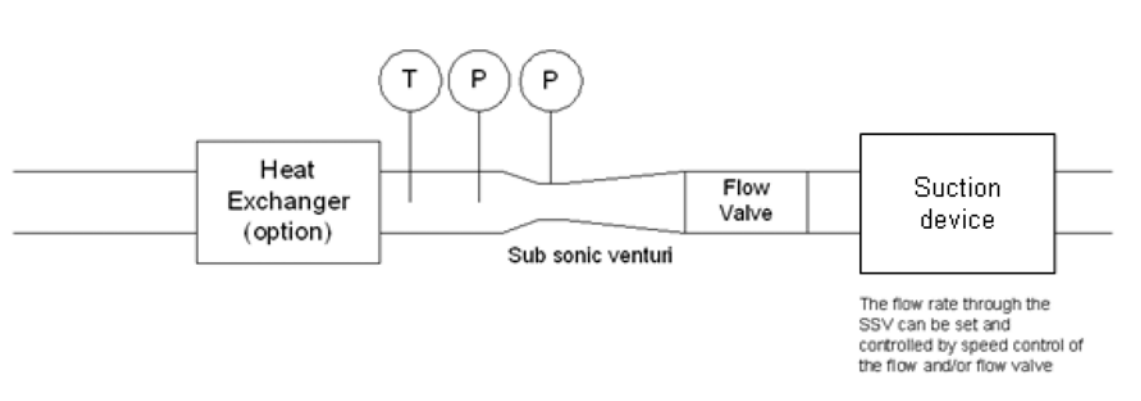 T
P
P
Heat
Exchanger
(option)
Flow
Valve
Suction
device
Sub sonic venturi
The flow rate through the
SSV can be set and
controlled by speed control of
the flow and/or flow valve